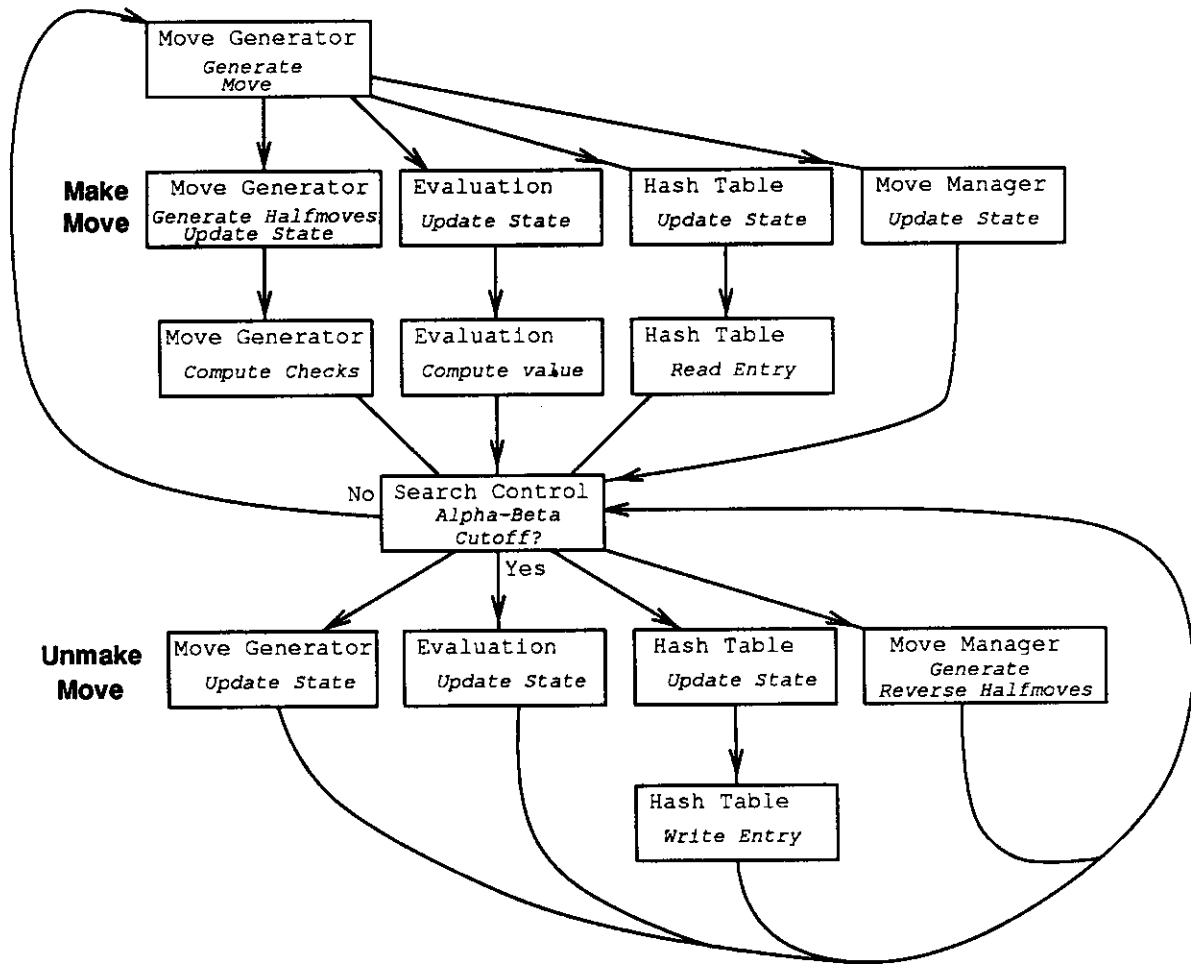 Move Generator
Generate
Move
Make
Move
Move Generator
Generate Halfmoves
Update State
Evaluation
Update State
Hash Table
Update State
Move Manager
Update State
Move Generator
Compute Checks
Evaluation
Compute value
Hash Table
Read Entry
No
Search Control
Alpha-Beta
Cutoff?
Yes
Unmake
Move
Move Generator
Update State
Evaluation
Update State
Hash Table
Update State
Move Manager
Generate
Reverse Halfmoves
Hash Table
Write Entry